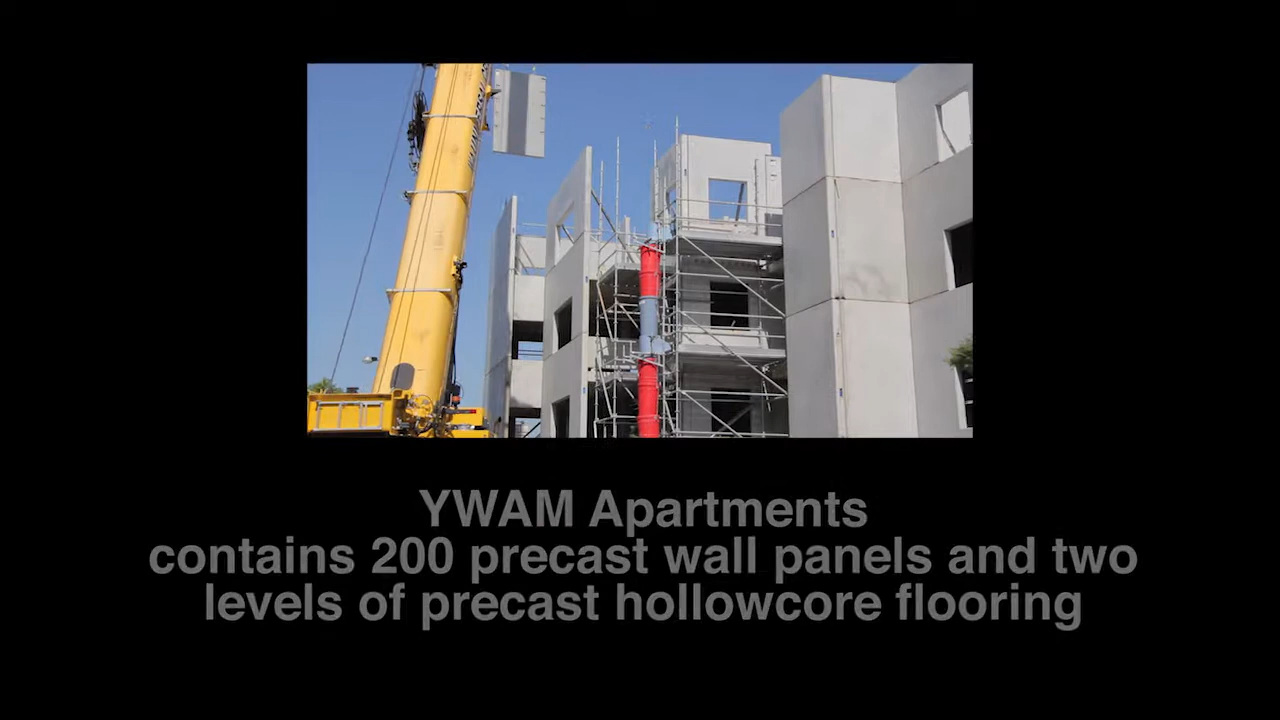 YWAM Apartments
contains 200 precast wall panels and two
levels of precast hollowcore flooring